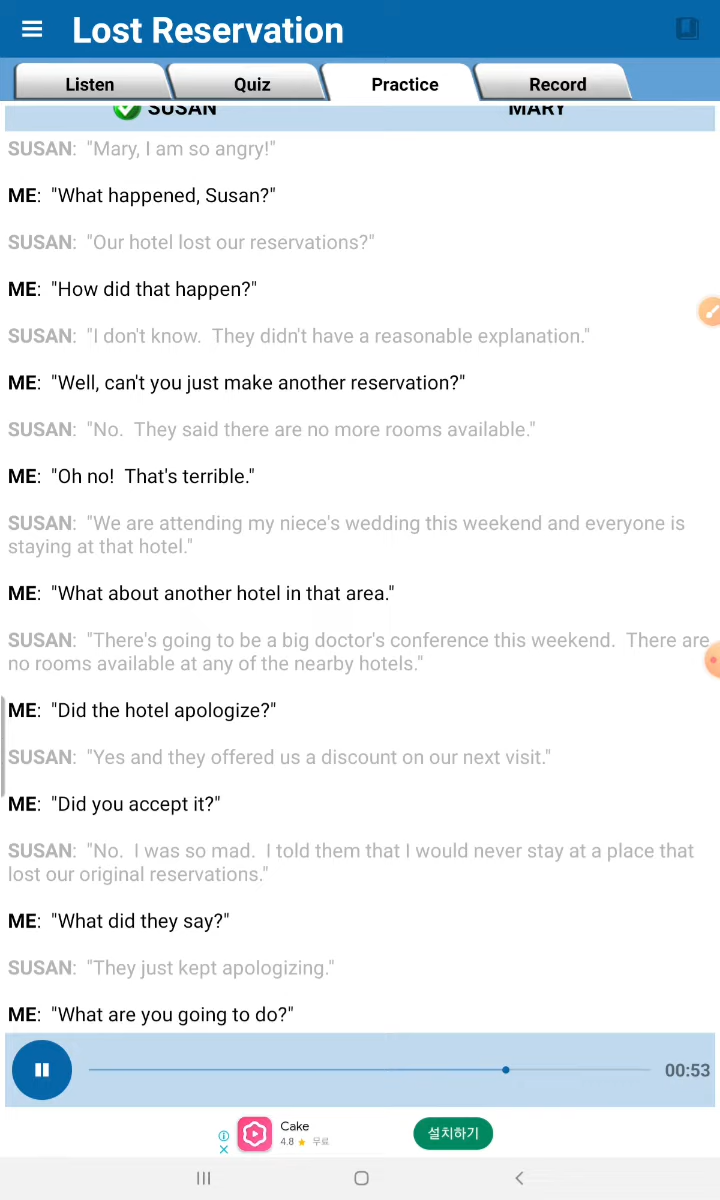 Lost Reservation
Listen Quiz Practice Record
SUSAN MARY
SUSAN: "Mary, I am so angry!"
ME: "What happened, Susan?"
SUSAN: "Our hotel lost our reservations?"
ME: "How did that happen?"
SUSAN: "I don't know. They didn't have a reasonable explanation."
ME: "Well, can't you just make another reservation?"
SUSAN: "No. They said there are no more rooms available."
ME: "Oh no! That's terrible."
SUSAN: "We are attending my niece's wedding this weekend and everyone is
staying at that hotel."
ME: "What about another hotel in that area."
SUSAN: "There's going to be a big doctor's conference this weekend. There are
no rooms available at any of the nearby hotels."
ME: "Did the hotel apologize?"
SUSAN: "Yes and they offered us a discount on our next visit."
ME: "Did you accept it?"
SUSAN: "No. I was so mad. I told them that I would never stay at a place that
lost our original reservations."
ME: "What did they say?"
SUSAN: "They just kept apologizing."
ME: "What are you going to do?"
00:53
Cake
4.8 ★ 무료
설치하기